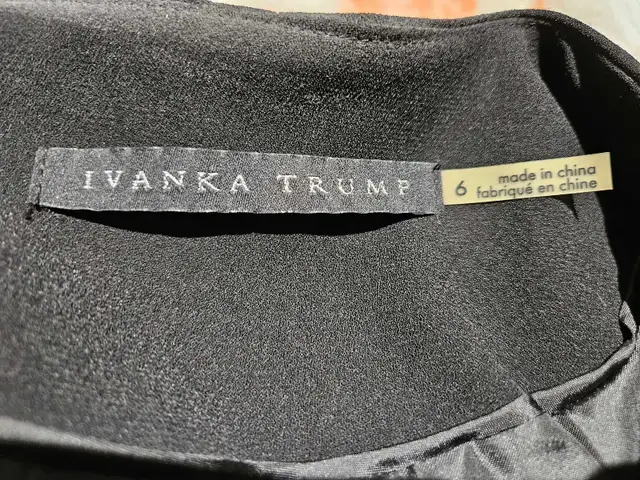 IVANKA TRUMP
6
made in china
fabriqué en chine